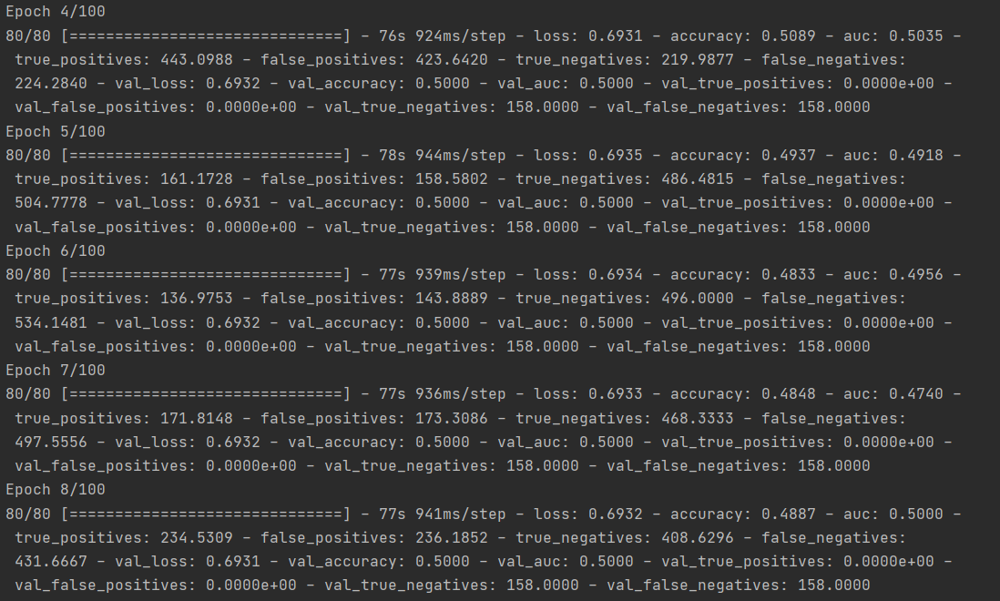 Epoch 4/100
80/80 [==============================] - 76s 924ms/step - loss: 0.6931 - accuracy: 0.5089 - auc: 0.5035 -
true_positives: 443.0988 - false_positives: 423.6420 - true_negatives: 219.9877 - false_negatives:
224.2840 - val_loss: 0.6932 - val_accuracy: 0.5000 - val_auc: 0.5000 - val_true_positives: 0.0000e+00 -
val_false_positives: 0.0000e+00 - val_true_negatives: 158.0000 - val_false_negatives: 158.0000
Epoch 5/100
80/80 [==============================] - 78s 944ms/step - loss: 0.6935 - accuracy: 0.4937 - auc: 0.4918 -
true_positives: 161.1728 - false_positives: 158.5802 - true_negatives: 486.4815 - false_negatives:
504.7778 - val_loss: 0.6931 - val_accuracy: 0.5000 - val_auc: 0.5000 - val_true_positives: 0.0000e+00 -
val_false_positives: 0.0000e+00 - val_true_negatives: 158.0000 - val_false_negatives: 158.0000
Epoch 6/100
80/80 [==============================] - 77s 939ms/step - loss: 0.6934 - accuracy: 0.4833 - auc: 0.4956 -
true_positives: 136.9753 - false_positives: 143.8889 - true_negatives: 496.0000 - false_negatives:
534.1481 - val_loss: 0.6932 - val_accuracy: 0.5000 - val_auc: 0.5000 - val_true_positives: 0.0000e+00 -
val_false_positives: 0.0000e+00 - val_true_negatives: 158.0000 - val_false_negatives: 158.0000
Epoch 7/100
80/80 [==============================] - 77s 936ms/step - loss: 0.6933 - accuracy: 0.4848 - auc: 0.4740 -
true_positives: 171.8148 - false_positives: 173.3086 - true_negatives: 468.3333 - false_negatives:
497.5556 - val_loss: 0.6932 - val_accuracy: 0.5000 - val_auc: 0.5000 - val_true_positives: 0.0000e+00 -
val_false_positives: 0.0000e+00 - val_true_negatives: 158.0000 - val_false_negatives: 158.0000
Epoch 8/100
80/80 [==============================] - 77s 941ms/step - loss: 0.6932 - accuracy: 0.4887 - auc: 0.5000 -
true_positives: 234.5309 - false_positives: 236.1852 - true_negatives: 408.6296 - false_negatives:
431.6667 - val_loss: 0.6931 - val_accuracy: 0.5000 - val_auc: 0.5000 - val_true_positives: 0.0000e+00 -
val_false_positives: 0.0000e+00 - val_true_negatives: 158.0000 - val_false_negatives: 158.0000